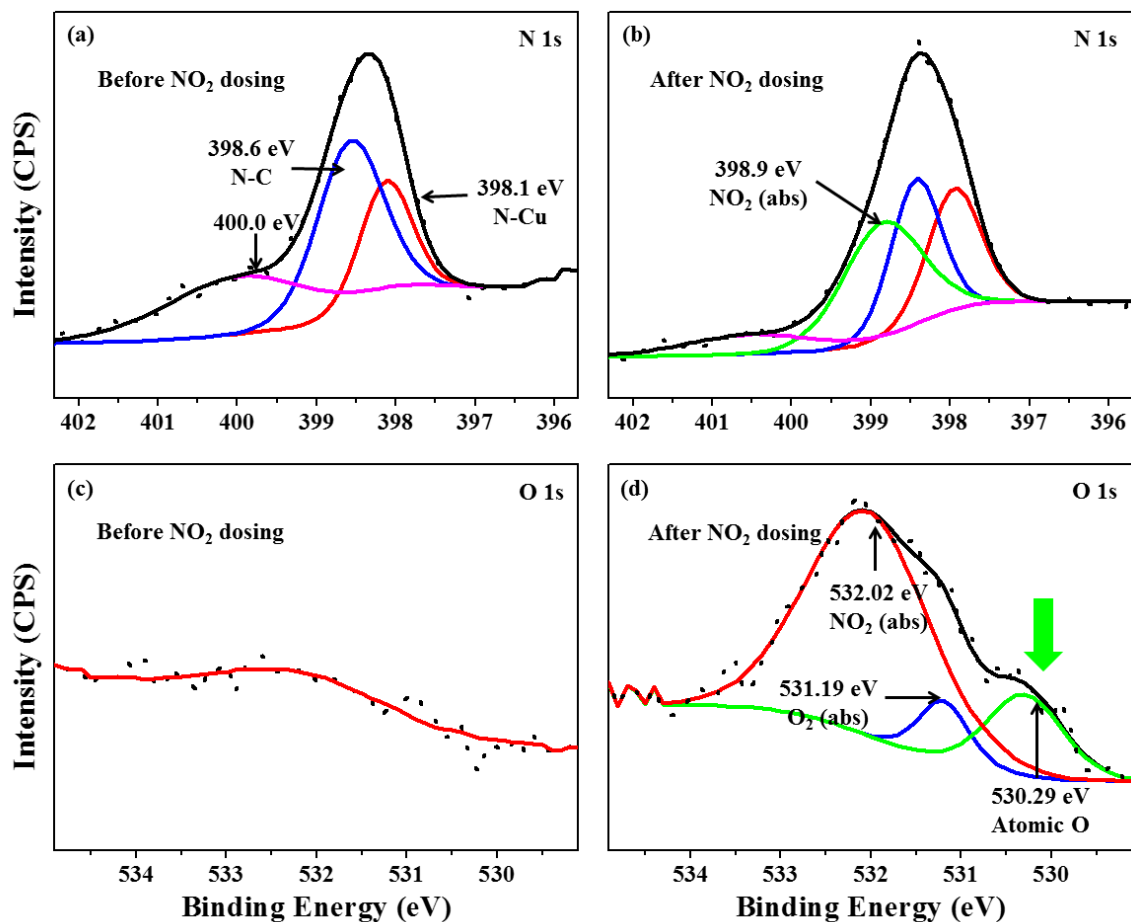 (a)
N 1s
Before NO₂ dosing
398.6 eV
N-C
400.0 eV
398.1 eV
N-Cu
Intensity (CPS)
402 401 400 399 398 397 396
(b)
N 1s
After NO₂ dosing
398.9 eV
NO₂ (abs)
402 401 400 399 398 397 396
(c)
O 1s
Before NO₂ dosing
Intensity (CPS)
534 533 532 531 530
Binding Energy (eV)
(d)
O 1s
After NO₂ dosing
532.02 eV
NO₂ (abs)
531.19 eV
O₂ (abs)
530.29 eV
Atomic O
534 533 532 531 530
Binding Energy (eV)